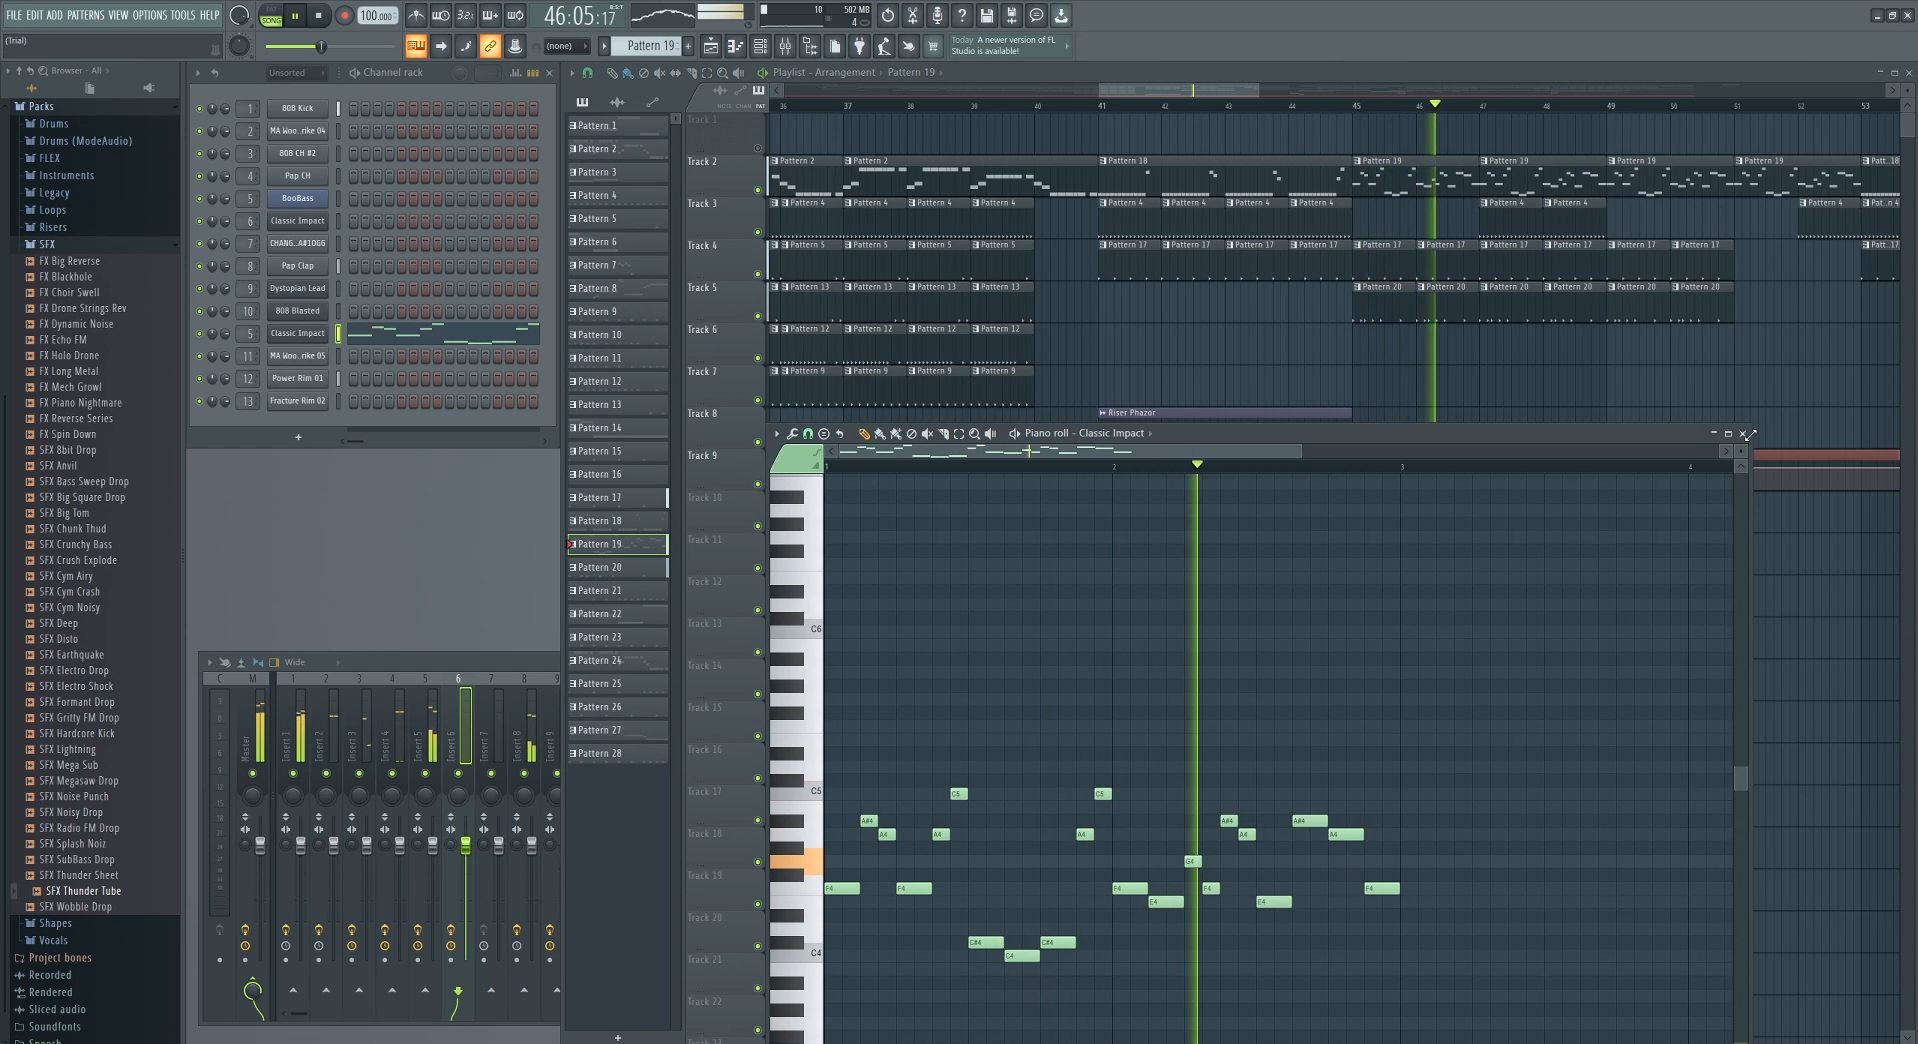 FILE EDIT ADD PATTERNS VIEW OPTIONS TOOLS HELP
(Trial)
PAT
SONG
100.000
3.2.
46:05:17
B:S:T
10 502 MB
4
(none)
Pattern 19
Today A newer version of FL
Studio is available!
Browser - All
Packs
Drums
Drums (ModeAudio)
FLEX
Instruments
Legacy
Loops
Risers
SFX
FX Big Reverse
FX Blackhole
FX Choir Swell
FX Drone Strings Rev
FX Dynamic Noise
FX Echo FM
FX Holo Drone
FX Long Metal
FX Mech Growl
FX Piano Nightmare
FX Reverse Series
FX Spin Down
SFX 8bit Drop
SFX Anvil
SFX Bass Sweep Drop
SFX Big Square Drop
SFX Big Tom
SFX Chunk Thud
SFX Crunchy Bass
SFX Crush Explode
SFX Cym Airy
SFX Cym Crash
SFX Cym Noisy
SFX Deep
SFX Disto
SFX Earthquake
SFX Electro Drop
SFX Electro Shock
SFX Formant Drop
SFX Gritty FM Drop
SFX Hardcore Kick
SFX Lightning
SFX Mega Sub
SFX Megasaw Drop
SFX Noise Punch
SFX Noisy Drop
SFX Radio FM Drop
SFX Splash Noiz
SFX SubBass Drop
SFX Thunder Sheet
SFX Thunder Tube
SFX Wobble Drop
Shapes
Vocals
Project bones
Recorded
Rendered
Sliced audio
Soundfonts
Speech
Unsorted Channel rack
1 808 Kick
2 MA Woo..rike 04
3 808 CH #2
4 Pap CH
5 BooBass
6 Classic Impact
7 CHANG..A#1OGG
8 Pap Clap
9 Dystopian Lead
10 808 Blasted
5 Classic Impact
11 MA Woo..rike 05
12 Power Rim 01
13 Fracture Rim 02
+
Wide
C M 1 2 3 4 5 6 7 8 9
Master
Insert 1
Insert 2
Insert 3
Insert 4
Insert 5
Insert 6
Insert 7
Insert 8
Insert 9
Pattern 1
Pattern 2
Pattern 3
Pattern 4
Pattern 5
Pattern 6
Pattern 7
Pattern 8
Pattern 9
Pattern 10
Pattern 11
Pattern 12
Pattern 13
Pattern 14
Pattern 15
Pattern 16
Pattern 17
Pattern 18
Pattern 19
Pattern 20
Pattern 21
Pattern 22
Pattern 23
Pattern 24
Pattern 25
Pattern 26
Pattern 27
Pattern 28
+
Playlist - Arrangement › Pattern 19 ›
NOTE CHAN PAT
36 37 38 39 40 41 42 43 44 45 46 47 48 49 50 51 52 53
Track 1
Track 2
Pattern 2 Pattern 2 Pattern 18 Pattern 19 Pattern 19 Pattern 19 Pattern 19 Patt..18
Track 3
Pattern 4 Pattern 4 Pattern 4 Pattern 4 Pattern 4 Pattern 4 Pattern 4 Pattern 4 Pattern 4 Pattern 4 Pattern 4 Pat..n 4
Track 4
Pattern 5 Pattern 5 Pattern 5 Pattern 5 Pattern 17 Pattern 17 Pattern 17 Pattern 17 Pattern 17 Pattern 17 Pattern 17 Pattern 17 Pattern 17 Pattern 17 Patt..17
Track 5
Pattern 13 Pattern 13 Pattern 13 Pattern 13 Pattern 20 Pattern 20 Pattern 20 Pattern 20 Pattern 20 Pattern 20
Track 6
Pattern 12 Pattern 12 Pattern 12 Pattern 12
Track 7
Pattern 9 Pattern 9 Pattern 9 Pattern 9
Track 8
Riser Phazor
Track 9
Track 10
Track 11
Track 12
Track 13
Track 14
Track 15
Track 16
Track 17
Track 18
Track 19
Track 20
Track 21
Track 22
Track 23
Piano roll - Classic Impact ›
1 2 3 4
C6
C5
C5 C5
A#4 A#4 A#4
A4 A4 A4 A4 A4
G4
F4 F4 F4 F4 F4
E4 E4
C#4 C#4
C4
C4